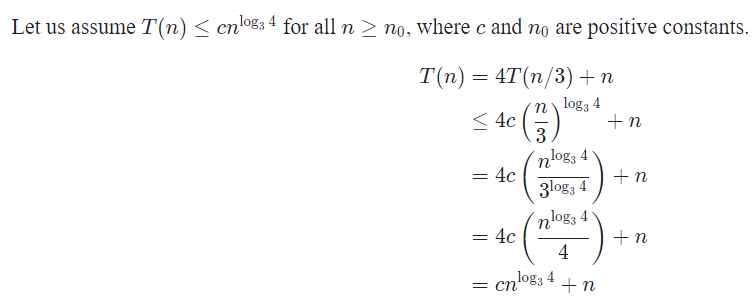 Let us assume T(n) ≤ cn^{log_3 4} for all n ≥ n_0, where c and n_0 are positive constants.
T(n) = 4T(n/3) + n
≤ 4c (n/3)^{log_3 4} + n
= 4c (n^{log_3 4}/3^{log_3 4}) + n
= 4c (n^{log_3 4}/4) + n
= cn^{log_3 4} + n